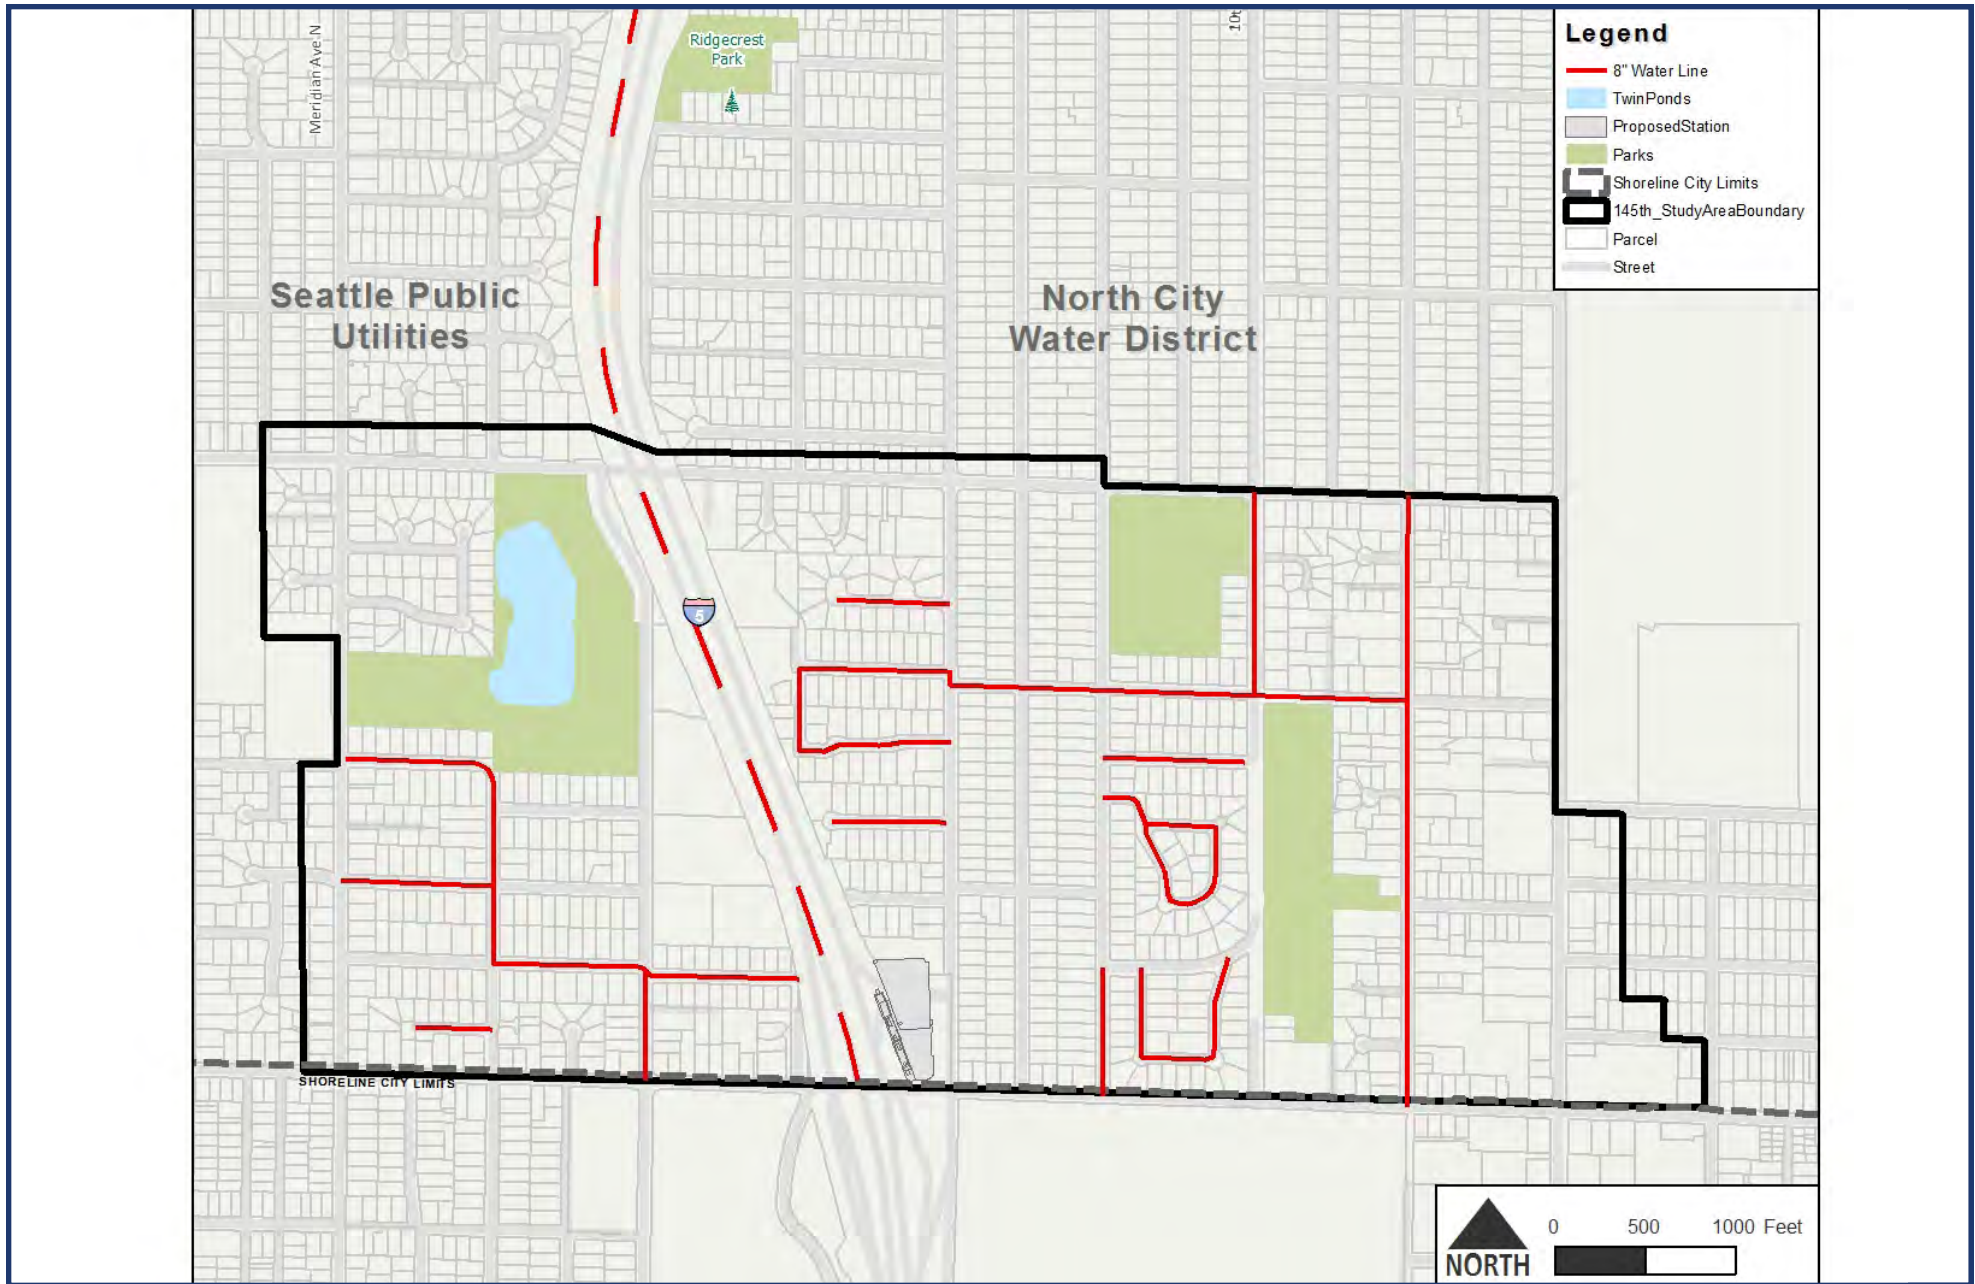 Meridian Ave N
Ridgecrest
Park
Legend
8" Water Line
TwinPonds
ProposedStation
Parks
Shoreline City Limits
145th_StudyAreaBoundary
Parcel
Street
Seattle Public
Utilities
North City
Water District
5
SHORELINE CITY LIMITS
NORTH
0 500 1000 Feet